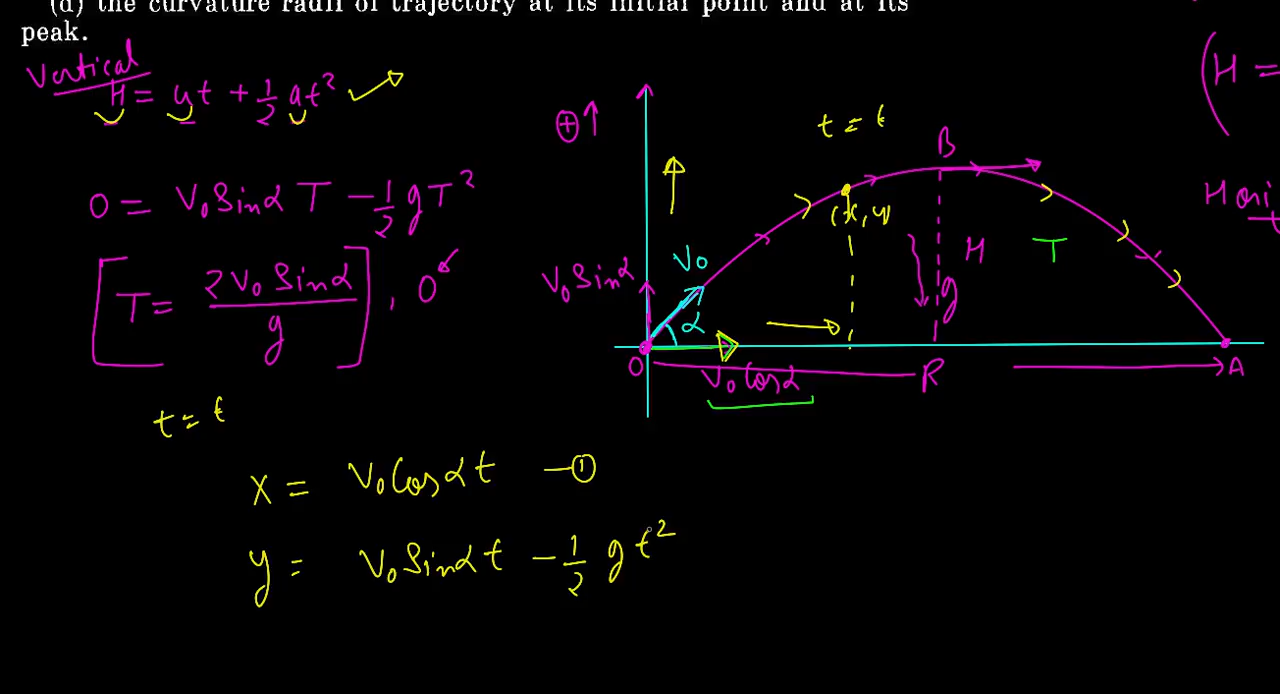 (d) the curvature radii of trajectory at its initial point and at its
peak.
Vertical
H = ut + 1/2 at²
0 = V₀ Sinα T - 1/2 gT²
T = 2V₀ Sinα / g , 0
t = t
x = V₀ Cosα t — ①
y = V₀ Sinα t - 1/2 gt²
⊕↑
t = t
B
(x, y)
V₀
V₀ Sinα
α
H
g
T
O
V₀ Cosα
R
A
(H =
Hori